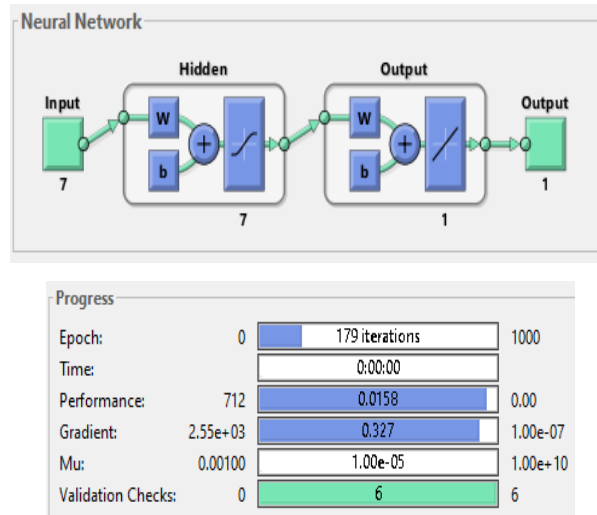 Neural Network
Hidden Output
Input Output
W W
b b
7 1
7 1
Progress
Epoch: 0 179 iterations 1000
Time: 0:00:00
Performance: 712 0.0158 0.00
Gradient: 2.55e+03 0.327 1.00e-07
Mu: 0.00100 1.00e-05 1.00e+10
Validation Checks: 0 6 6